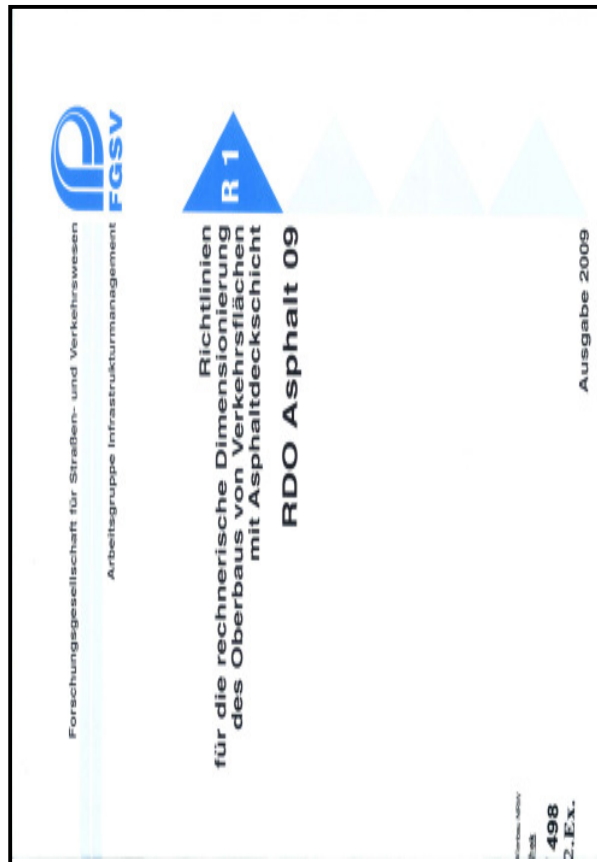 Forschungsgesellschaft für Straßen- und Verkehrswesen
Arbeitsgruppe Infrastrukturmanagement
FGSV
R 1
Richtlinien
für die rechnerische Dimensionierung
des Oberbaus von Verkehrsflächen
mit Asphaltdeckschicht
RDO Asphalt 09
Ausgabe 2009
498
2.Ex.